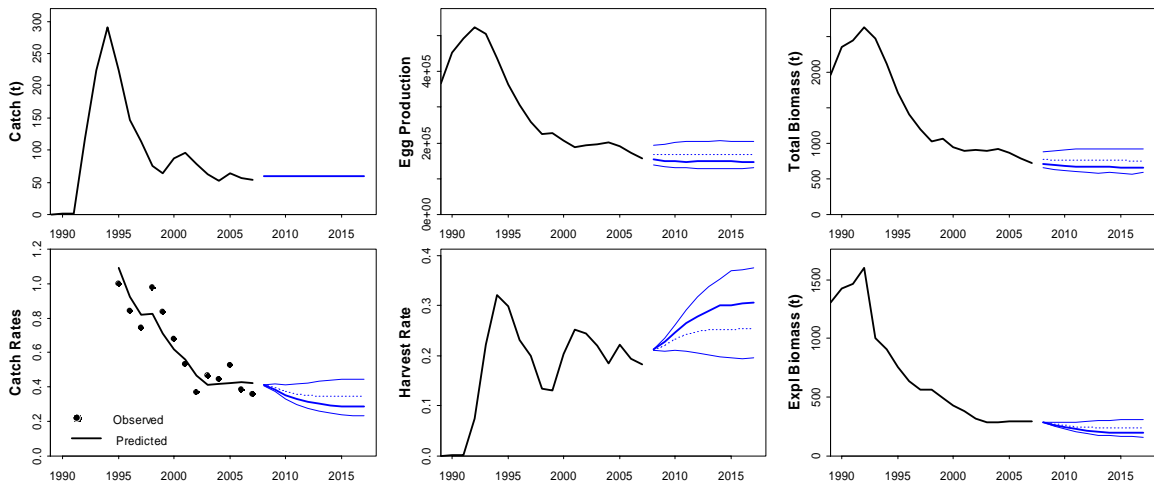 Catch (t)
0 50 100 150 200 250 300
1990 1995 2000 2005 2010 2015
Egg Production
0e+00 2e+05 4e+05
1990 1995 2000 2005 2010 2015
Total Biomass (t)
0 500 1000 2000
1990 1995 2000 2005 2010 2015
Catch Rates
0.0 0.2 0.4 0.6 0.8 1.0 1.2
Observed
Predicted
1990 1995 2000 2005 2010 2015
Harvest Rate
0.0 0.1 0.2 0.3 0.4
1990 1995 2000 2005 2010 2015
Expl Biomass (t)
0 500 1500
1990 1995 2000 2005 2010 2015